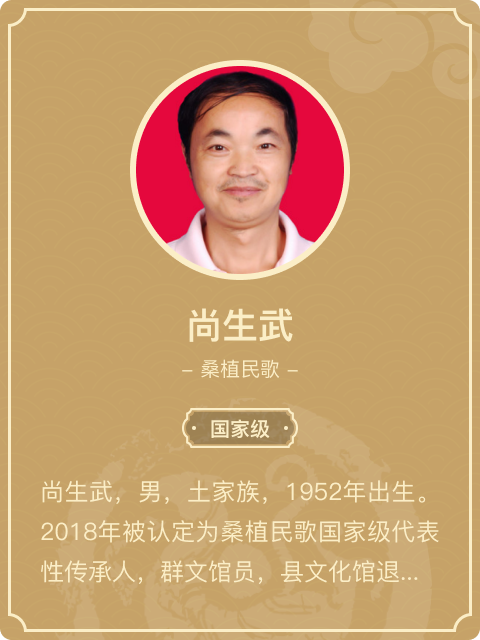 尚生武
– 桑植民歌 –
国家级
尚生武，男，土家族，1952年出生。
2018年被认定为桑植民歌国家级代表
性传承人，群文馆员，县文化馆退...